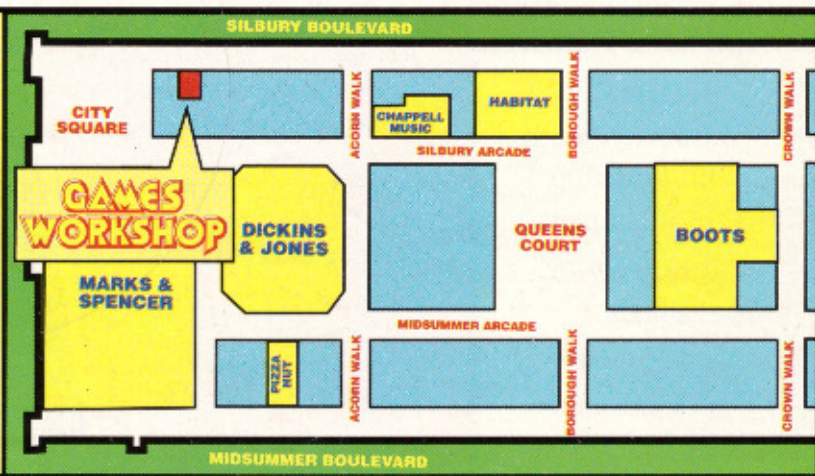 SILBURY BOULEVARD
CITY
SQUARE
ACORN WALK
CHAPPELL
MUSIC
HABITAT
BOROUGH WALK
CROWN WALK
SILBURY ARCADE
GAMES
WORKSHOP
DICKINS
& JONES
QUEENS
COURT
BOOTS
MARKS &
SPENCER
MIDSUMMER ARCADE
PIZZA
HUT
ACORN WALK
BOROUGH WALK
CROWN WALK
MIDSUMMER BOULEVARD